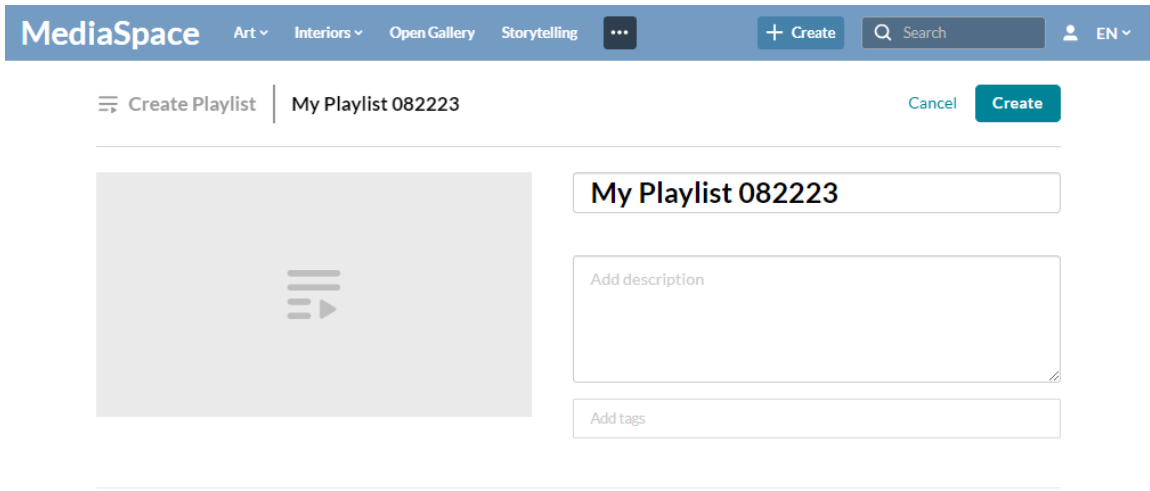 MediaSpace Art Interiors Open Gallery Storytelling ••• + Create Search EN
Create Playlist My Playlist 082223 Cancel Create
My Playlist 082223
Add description
Add tags